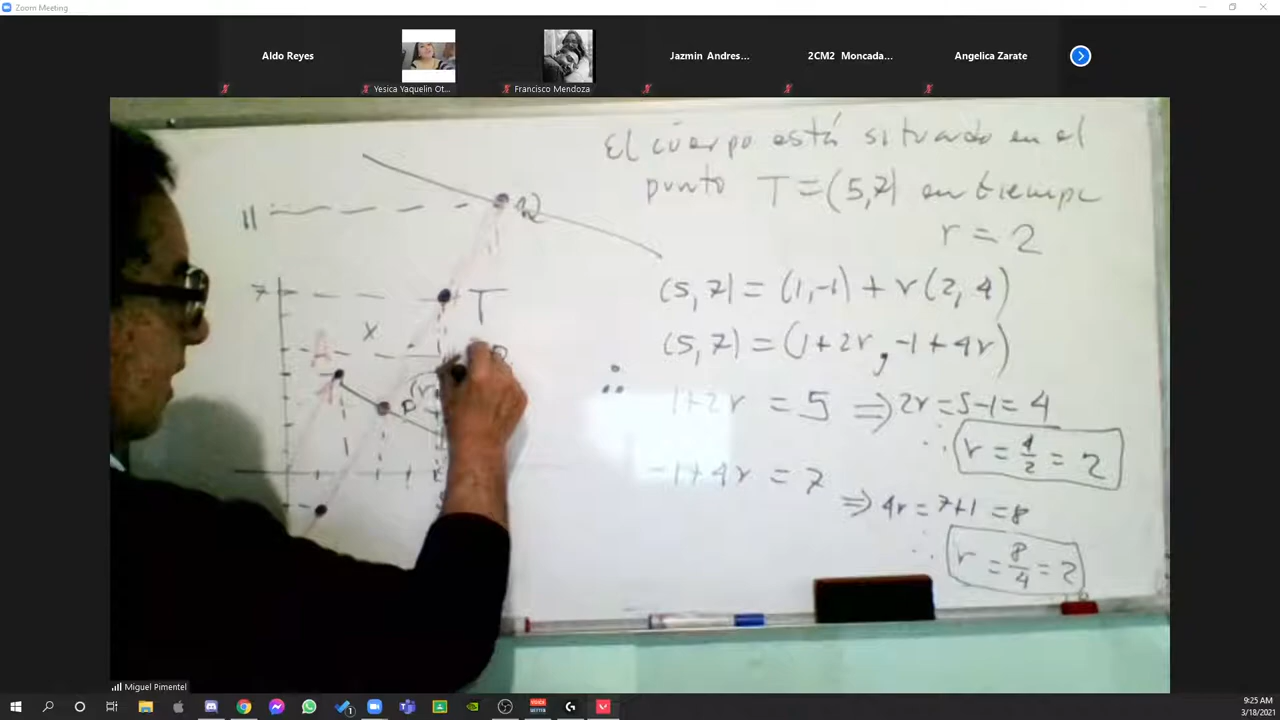 Zoom Meeting
Aldo Reyes
Yesica Yaquelin Ot...
Francisco Mendoza
Jazmin Andres...
2CM2 Moncada...
Angelica Zarate
El cuerpo está situado en el
punto T = (5,7) en tiempo
r = 2
(5,7) = (1,-1) + r(2,4)
(5,7) = (1+2r, -1+4r)
∴ 1+2r = 5 ⇒ 2r = 5-1 = 4
∴ r = 4/2 = 2
-1+4r = 7
⇒ 4r = 7+1 = 8
∴ r = 8/4 = 2
11
7
T
X
A
Miguel Pimentel
9:25 AM
3/18/2021